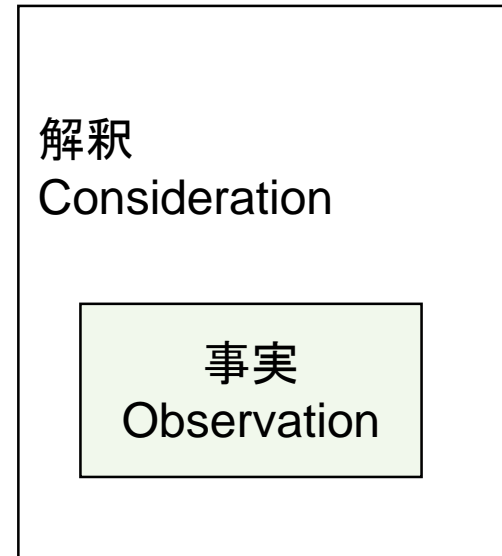 解釈
Consideration
事実
Observation